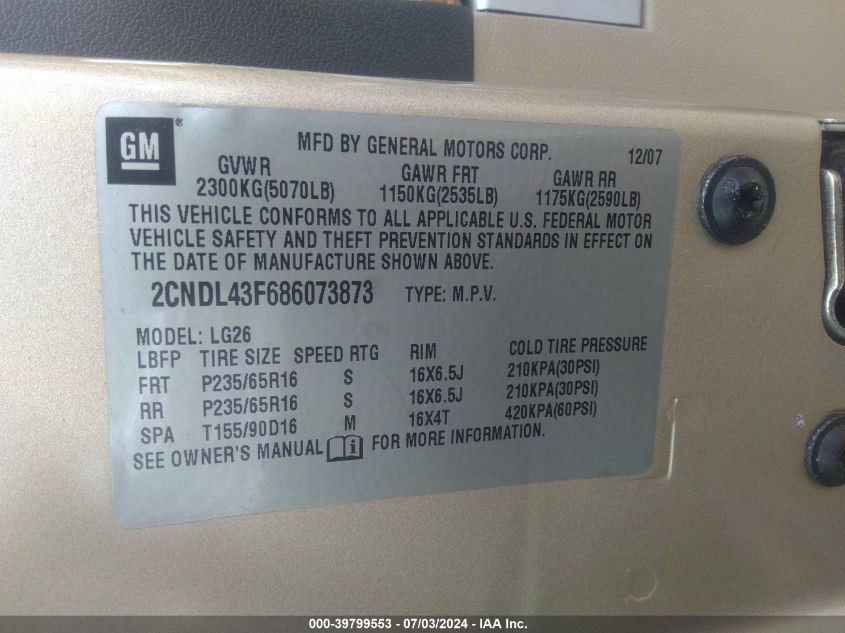 GM
MFD BY GENERAL MOTORS CORP. 12/07
GVWR GAWR FRT GAWR RR
2300KG(5070LB) 1150KG(2535LB) 1175KG(2590LB)
THIS VEHICLE CONFORMS TO ALL APPLICABLE U.S. FEDERAL MOTOR
VEHICLE SAFETY AND THEFT PREVENTION STANDARDS IN EFFECT ON
THE DATE OF MANUFACTURE SHOWN ABOVE.
2CNDL43F686073873 TYPE: M.P.V.
MODEL: LG26
LBFP TIRE SIZE SPEED RTG RIM COLD TIRE PRESSURE
FRT P235/65R16 S 16X6.5J 210KPA(30PSI)
RR P235/65R16 S 16X6.5J 210KPA(30PSI)
SPA T155/90D16 M 16X4T 420KPA(60PSI)
SEE OWNER'S MANUAL FOR MORE INFORMATION.
000-39799553 - 07/03/2024 - IAA Inc.